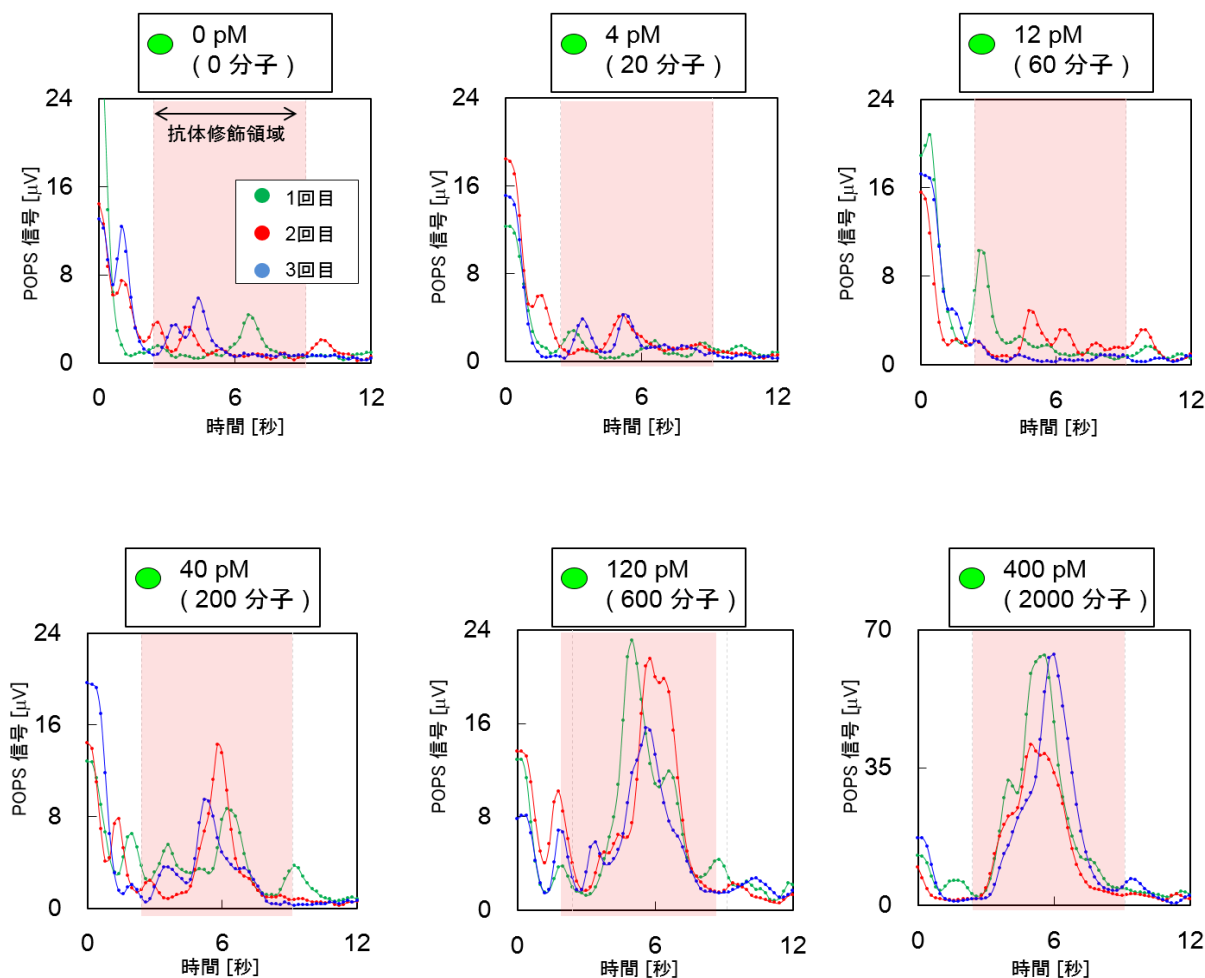 0 pM
( 0 分子 )
24
16
8
0
POPS 信号 [μV]
抗体修飾領域
1回目
2回目
3回目
0
6
12
時間 [秒]
4 pM
( 20 分子 )
24
16
8
0
POPS 信号 [μV]
0
6
12
時間 [秒]
12 pM
( 60 分子 )
24
16
8
0
POPS 信号 [μV]
0
6
12
時間 [秒]
40 pM
( 200 分子 )
24
16
8
0
POPS 信号 [μV]
0
6
12
時間 [秒]
120 pM
( 600 分子 )
24
16
8
0
POPS 信号 [μV]
0
6
12
時間 [秒]
400 pM
( 2000 分子 )
70
35
0
POPS 信号 [μV]
0
6
12
時間 [秒]